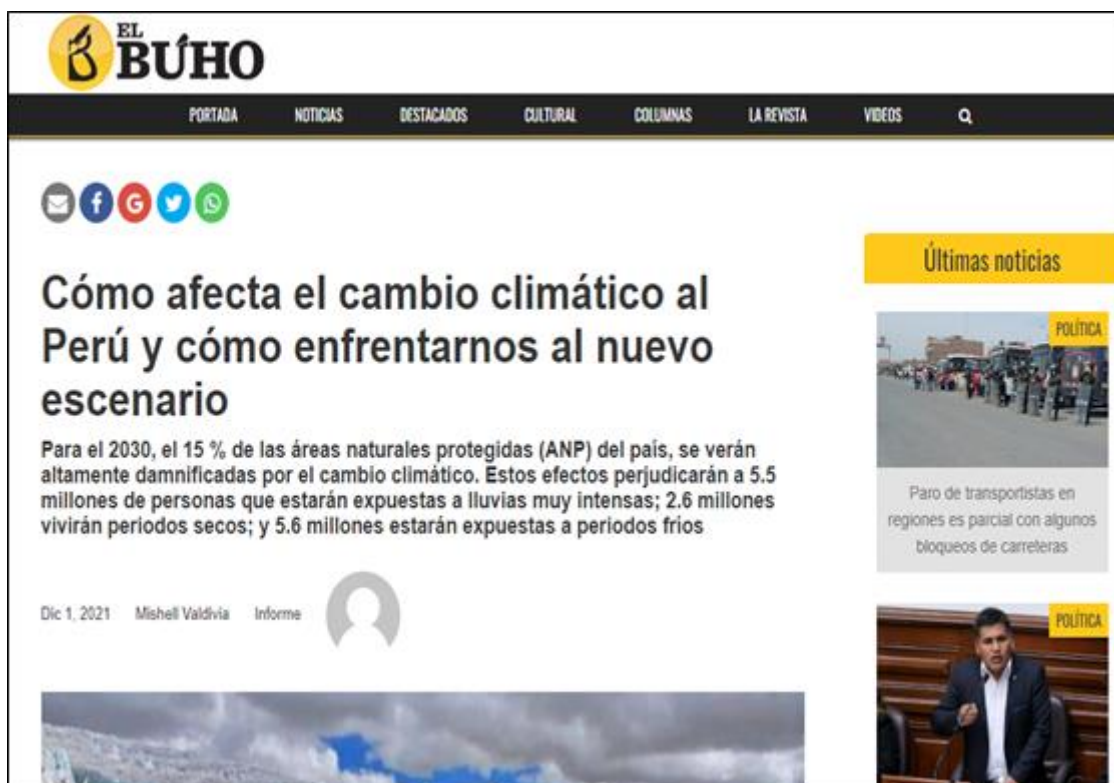 EL
BÚHO
PORTADA NOTICIAS DESTACADOS CULTURAL COLUMNAS LA REVISTA VIDEOS
Cómo afecta el cambio climático al
Perú y cómo enfrentarnos al nuevo
escenario
Para el 2030, el 15 % de las áreas naturales protegidas (ANP) del país, se verán
altamente damnificadas por el cambio climático. Estos efectos perjudicarán a 5.5
millones de personas que estarán expuestas a lluvias muy intensas; 2.6 millones
vivirán periodos secos; y 5.6 millones estarán expuestas a periodos fríos
Dic 1, 2021 Mishell Valdivia Informe
Últimas noticias
POLÍTICA
Paro de transportistas en
regiones es parcial con algunos
bloqueos de carreteras
POLÍTICA